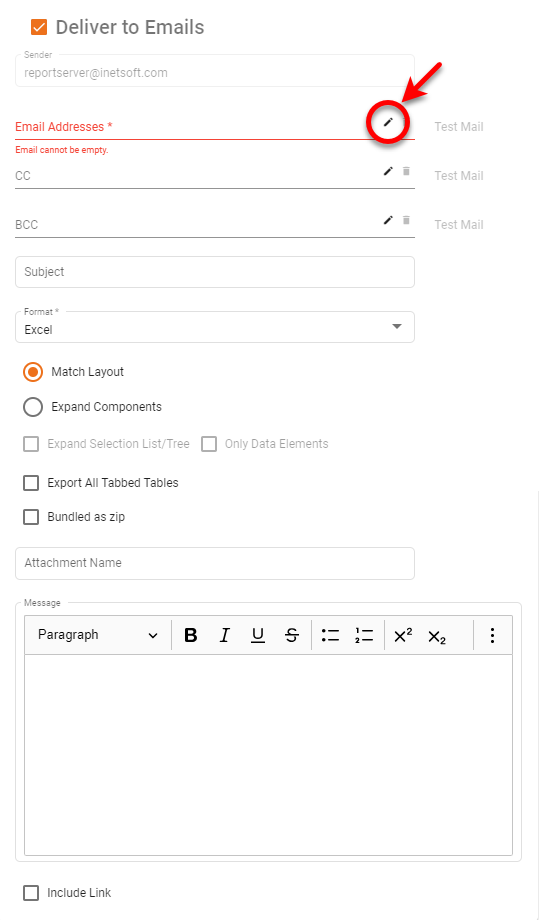 Deliver to Emails
Sender
reportserver@inetsoft.com
Email Addresses * Test Mail
Email cannot be empty.
CC Test Mail
BCC Test Mail
Subject
Format *
Excel
Match Layout
Expand Components
Expand Selection List/Tree Only Data Elements
Export All Tabbed Tables
Bundled as zip
Attachment Name
Message
Paragraph B I U S X² X₂
Include Link